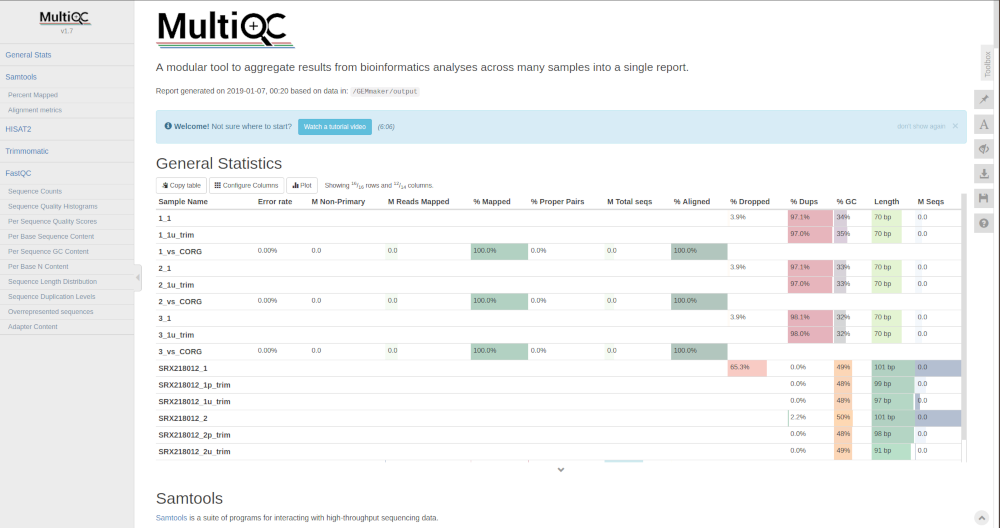 MultiQC
v1.7
General Stats
Samtools
Percent Mapped
Alignment metrics
HISAT2
Trimmomatic
FastQC
Sequence Counts
Sequence Quality Histograms
Per Sequence Quality Scores
Per Base Sequence Content
Per Sequence GC Content
Per Base N Content
Sequence Length Distribution
Sequence Duplication Levels
Overrepresented sequences
Adapter Content
MultiQC
A modular tool to aggregate results from bioinformatics analyses across many samples into a single report.
Report generated on 2019-01-07, 00:20 based on data in: /GEMmaker/output
Welcome! Not sure where to start? Watch a tutorial video (6:06) don't show again ×
General Statistics
Copy table Configure Columns Plot Showing 16/16 rows and 12/14 columns.
Sample Name Error rate M Non-Primary M Reads Mapped % Mapped % Proper Pairs M Total seqs % Aligned % Dropped % Dups % GC Length M Seqs
1_1 3.9% 97.1% 34% 70 bp 0.0
1_1u_trim 97.0% 35% 70 bp 0.0
1_vs_CORG 0.00% 0.0 0.0 100.0% 0.0% 0.0 100.0%
2_1 3.9% 97.1% 33% 70 bp 0.0
2_1u_trim 97.0% 33% 70 bp 0.0
2_vs_CORG 0.00% 0.0 0.0 100.0% 0.0% 0.0 100.0%
3_1 3.9% 98.1% 32% 70 bp 0.0
3_1u_trim 98.0% 32% 70 bp 0.0
3_vs_CORG 0.00% 0.0 0.0 100.0% 0.0% 0.0 100.0%
SRX218012_1 65.3% 0.0% 49% 101 bp 0.0
SRX218012_1p_trim 0.0% 48% 99 bp 0.0
SRX218012_1u_trim 0.0% 48% 97 bp 0.0
SRX218012_2 2.2% 50% 101 bp 0.0
SRX218012_2p_trim 0.0% 48% 98 bp 0.0
SRX218012_2u_trim 0.0% 49% 91 bp 0.0
Samtools
Samtools is a suite of programs for interacting with high-throughput sequencing data.
Toolbox
A